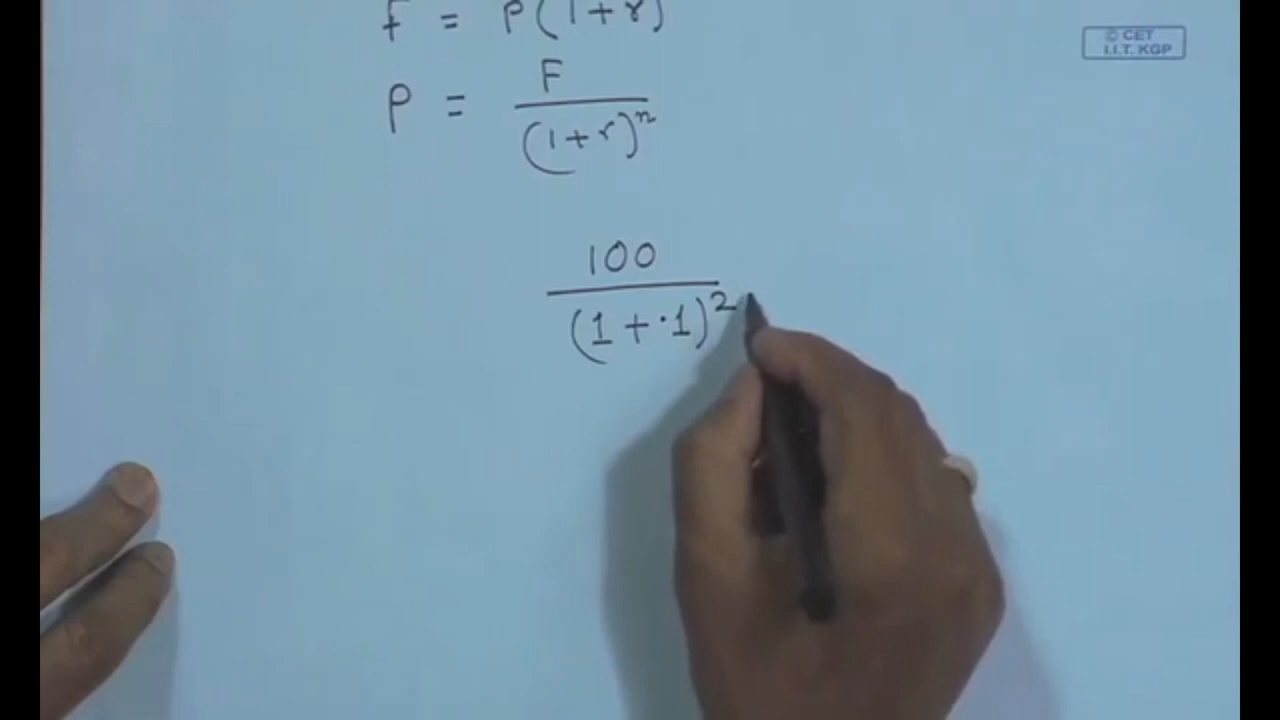 F = P(1+r)
© CET
I.I.T. KGP
P = F
(1+r)^n
100
(1+.1)^2